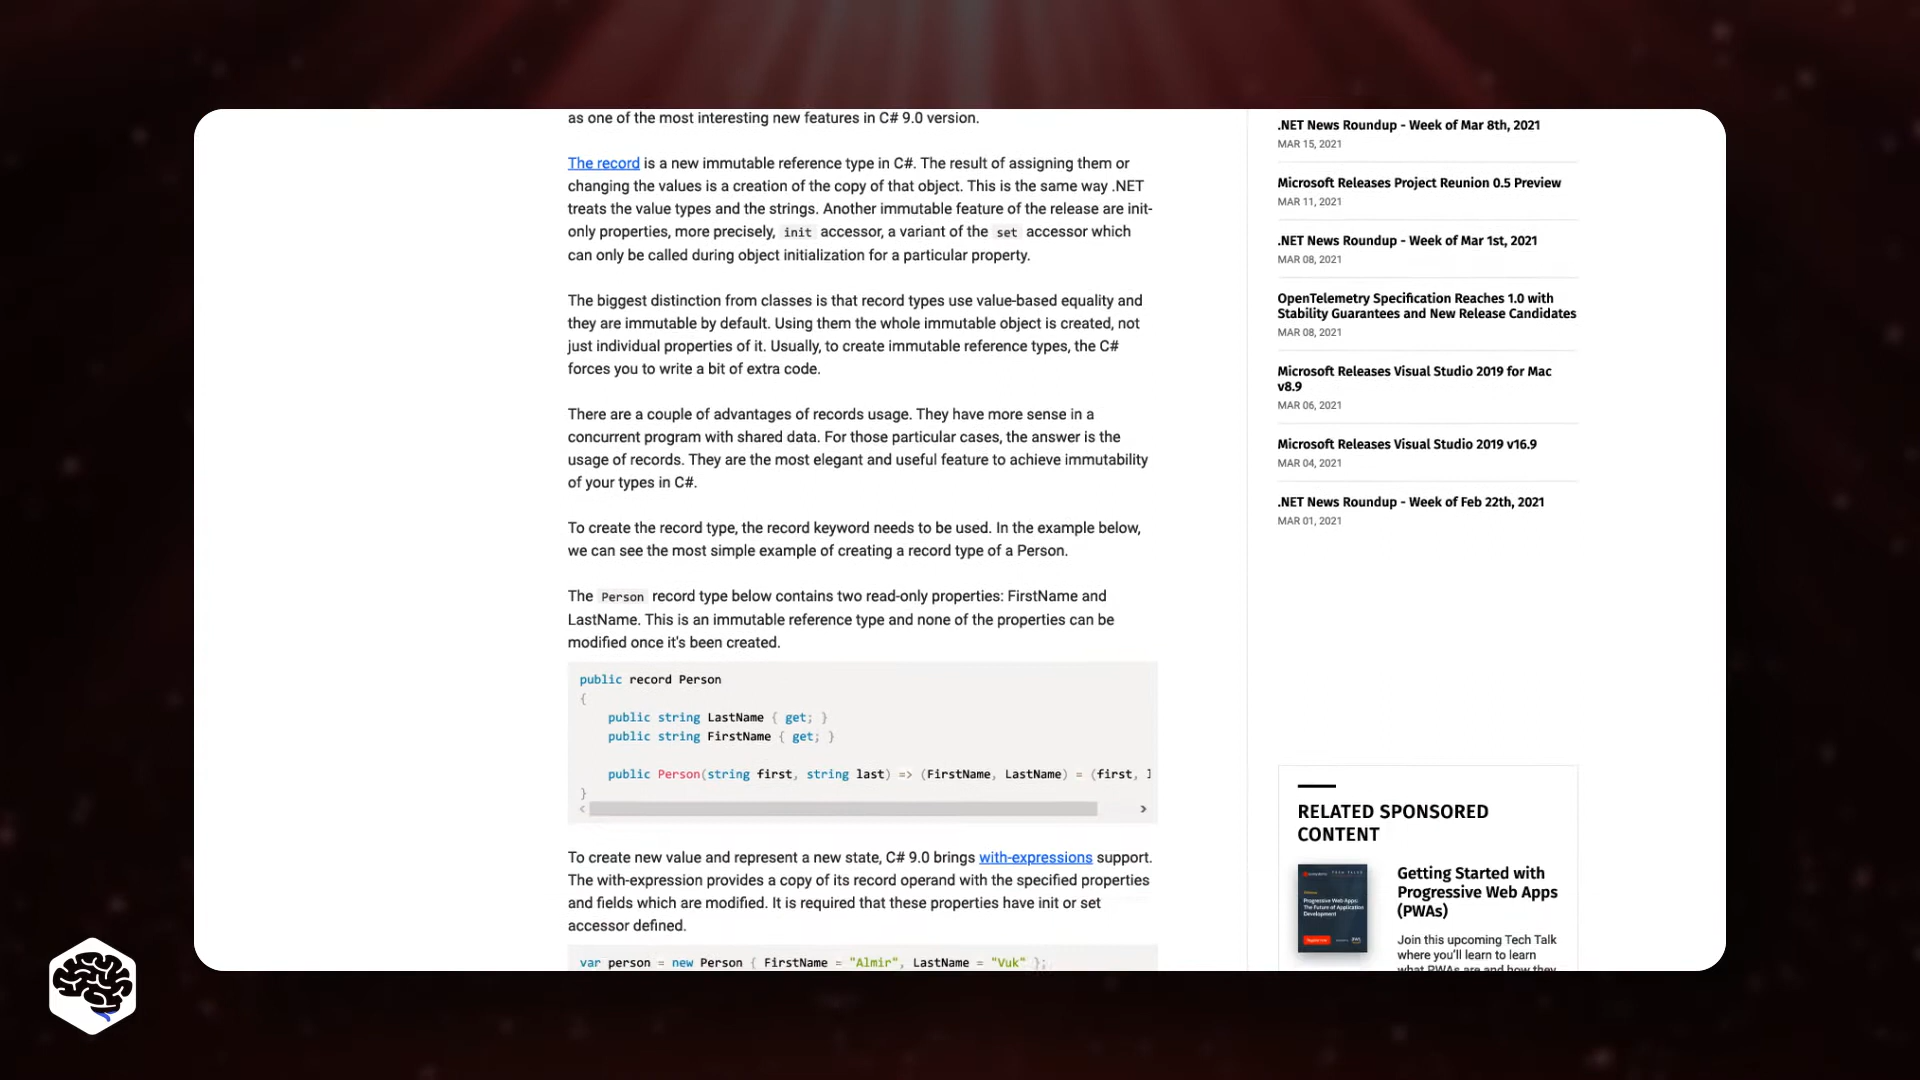 as one of the most interesting new features in C# 9.0 version.
The record is a new immutable reference type in C#. The result of assigning them or
changing the values is a creation of the copy of that object. This is the same way .NET
treats the value types and the strings. Another immutable feature of the release are init-
only properties, more precisely, init accessor, a variant of the set accessor which
can only be called during object initialization for a particular property.
The biggest distinction from classes is that record types use value-based equality and
they are immutable by default. Using them the whole immutable object is created, not
just individual properties of it. Usually, to create immutable reference types, the C#
forces you to write a bit of extra code.
There are a couple of advantages of records usage. They have more sense in a
concurrent program with shared data. For those particular cases, the answer is the
usage of records. They are the most elegant and useful feature to achieve immutability
of your types in C#.
To create the record type, the record keyword needs to be used. In the example below,
we can see the most simple example of creating a record type of a Person.
The Person record type below contains two read-only properties: FirstName and
LastName. This is an immutable reference type and none of the properties can be
modified once it's been created.
public record Person
{
public string LastName { get; }
public string FirstName { get; }
public Person(string first, string last) => (FirstName, LastName) = (first, l
}
To create new value and represent a new state, C# 9.0 brings with-expressions support.
The with-expression provides a copy of its record operand with the specified properties
and fields which are modified. It is required that these properties have init or set
accessor defined.
var person = new Person { FirstName = "Almir", LastName = "Vuk" };
.NET News Roundup - Week of Mar 8th, 2021
MAR 15, 2021
Microsoft Releases Project Reunion 0.5 Preview
MAR 11, 2021
.NET News Roundup - Week of Mar 1st, 2021
MAR 08, 2021
OpenTelemetry Specification Reaches 1.0 with
Stability Guarantees and New Release Candidates
MAR 08, 2021
Microsoft Releases Visual Studio 2019 for Mac
v8.9
MAR 06, 2021
Microsoft Releases Visual Studio 2019 v16.9
MAR 04, 2021
.NET News Roundup - Week of Feb 22th, 2021
MAR 01, 2021
RELATED SPONSORED
CONTENT
Progressive Web Apps:
The Future of Application
Development
Getting Started with
Progressive Web Apps
(PWAs)
Join this upcoming Tech Talk
where you'll learn to learn
what PWAs are and how they